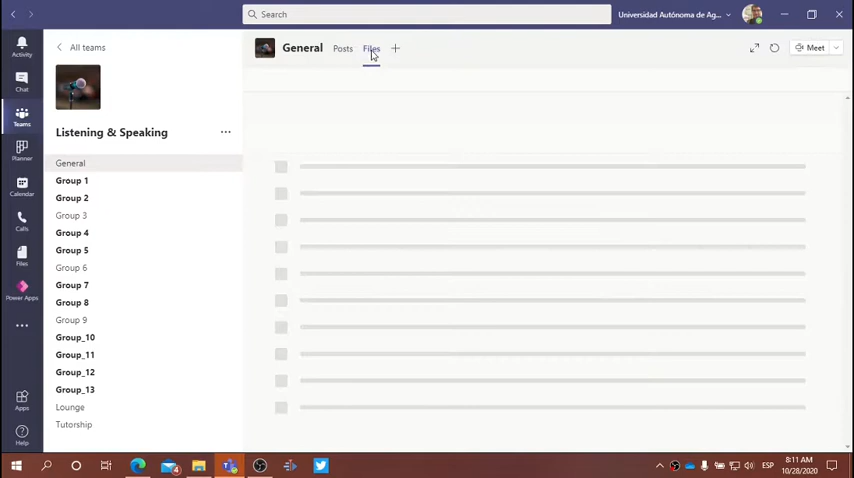 Search
Universidad Autónoma de Ag...
Activity
Chat
Teams
Planner
Calendar
Calls
Files
Power Apps
Apps
Help
All teams
Listening & Speaking
General
Group 1
Group 2
Group 3
Group 4
Group 5
Group 6
Group 7
Group 8
Group 9
Group_10
Group_11
Group_12
Group_13
Lounge
Tutorship
General Posts Files
Meet
4
ESP
8:11 AM
10/28/2020